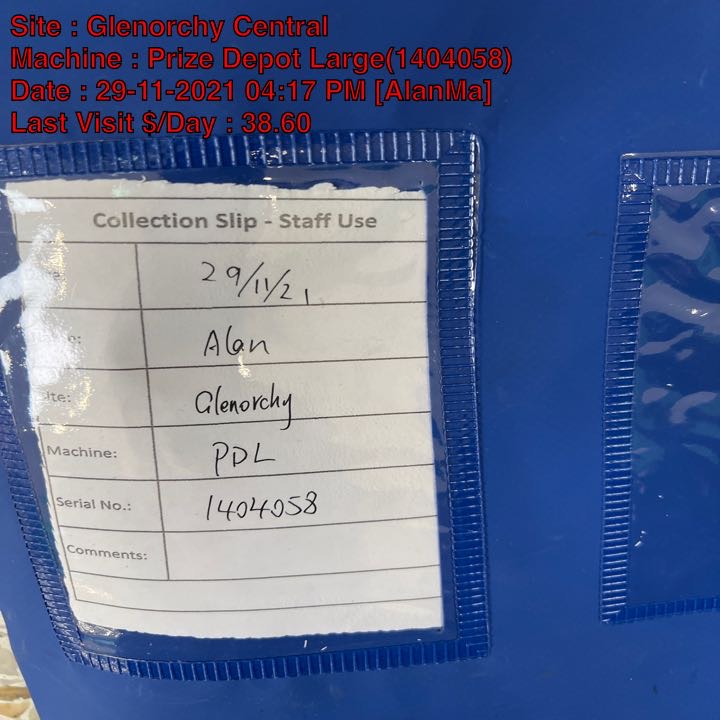 Site : Glenorchy Central
Machine : Prize Depot Large(1404058)
Date : 29-11-2021 04:17 PM [AlanMa]
Last Visit $/Day : 38.60
Collection Slip - Staff Use
29/11/21
Alan
Glenorchy
Machine: PDL
Serial No.: 1404058
Comments: